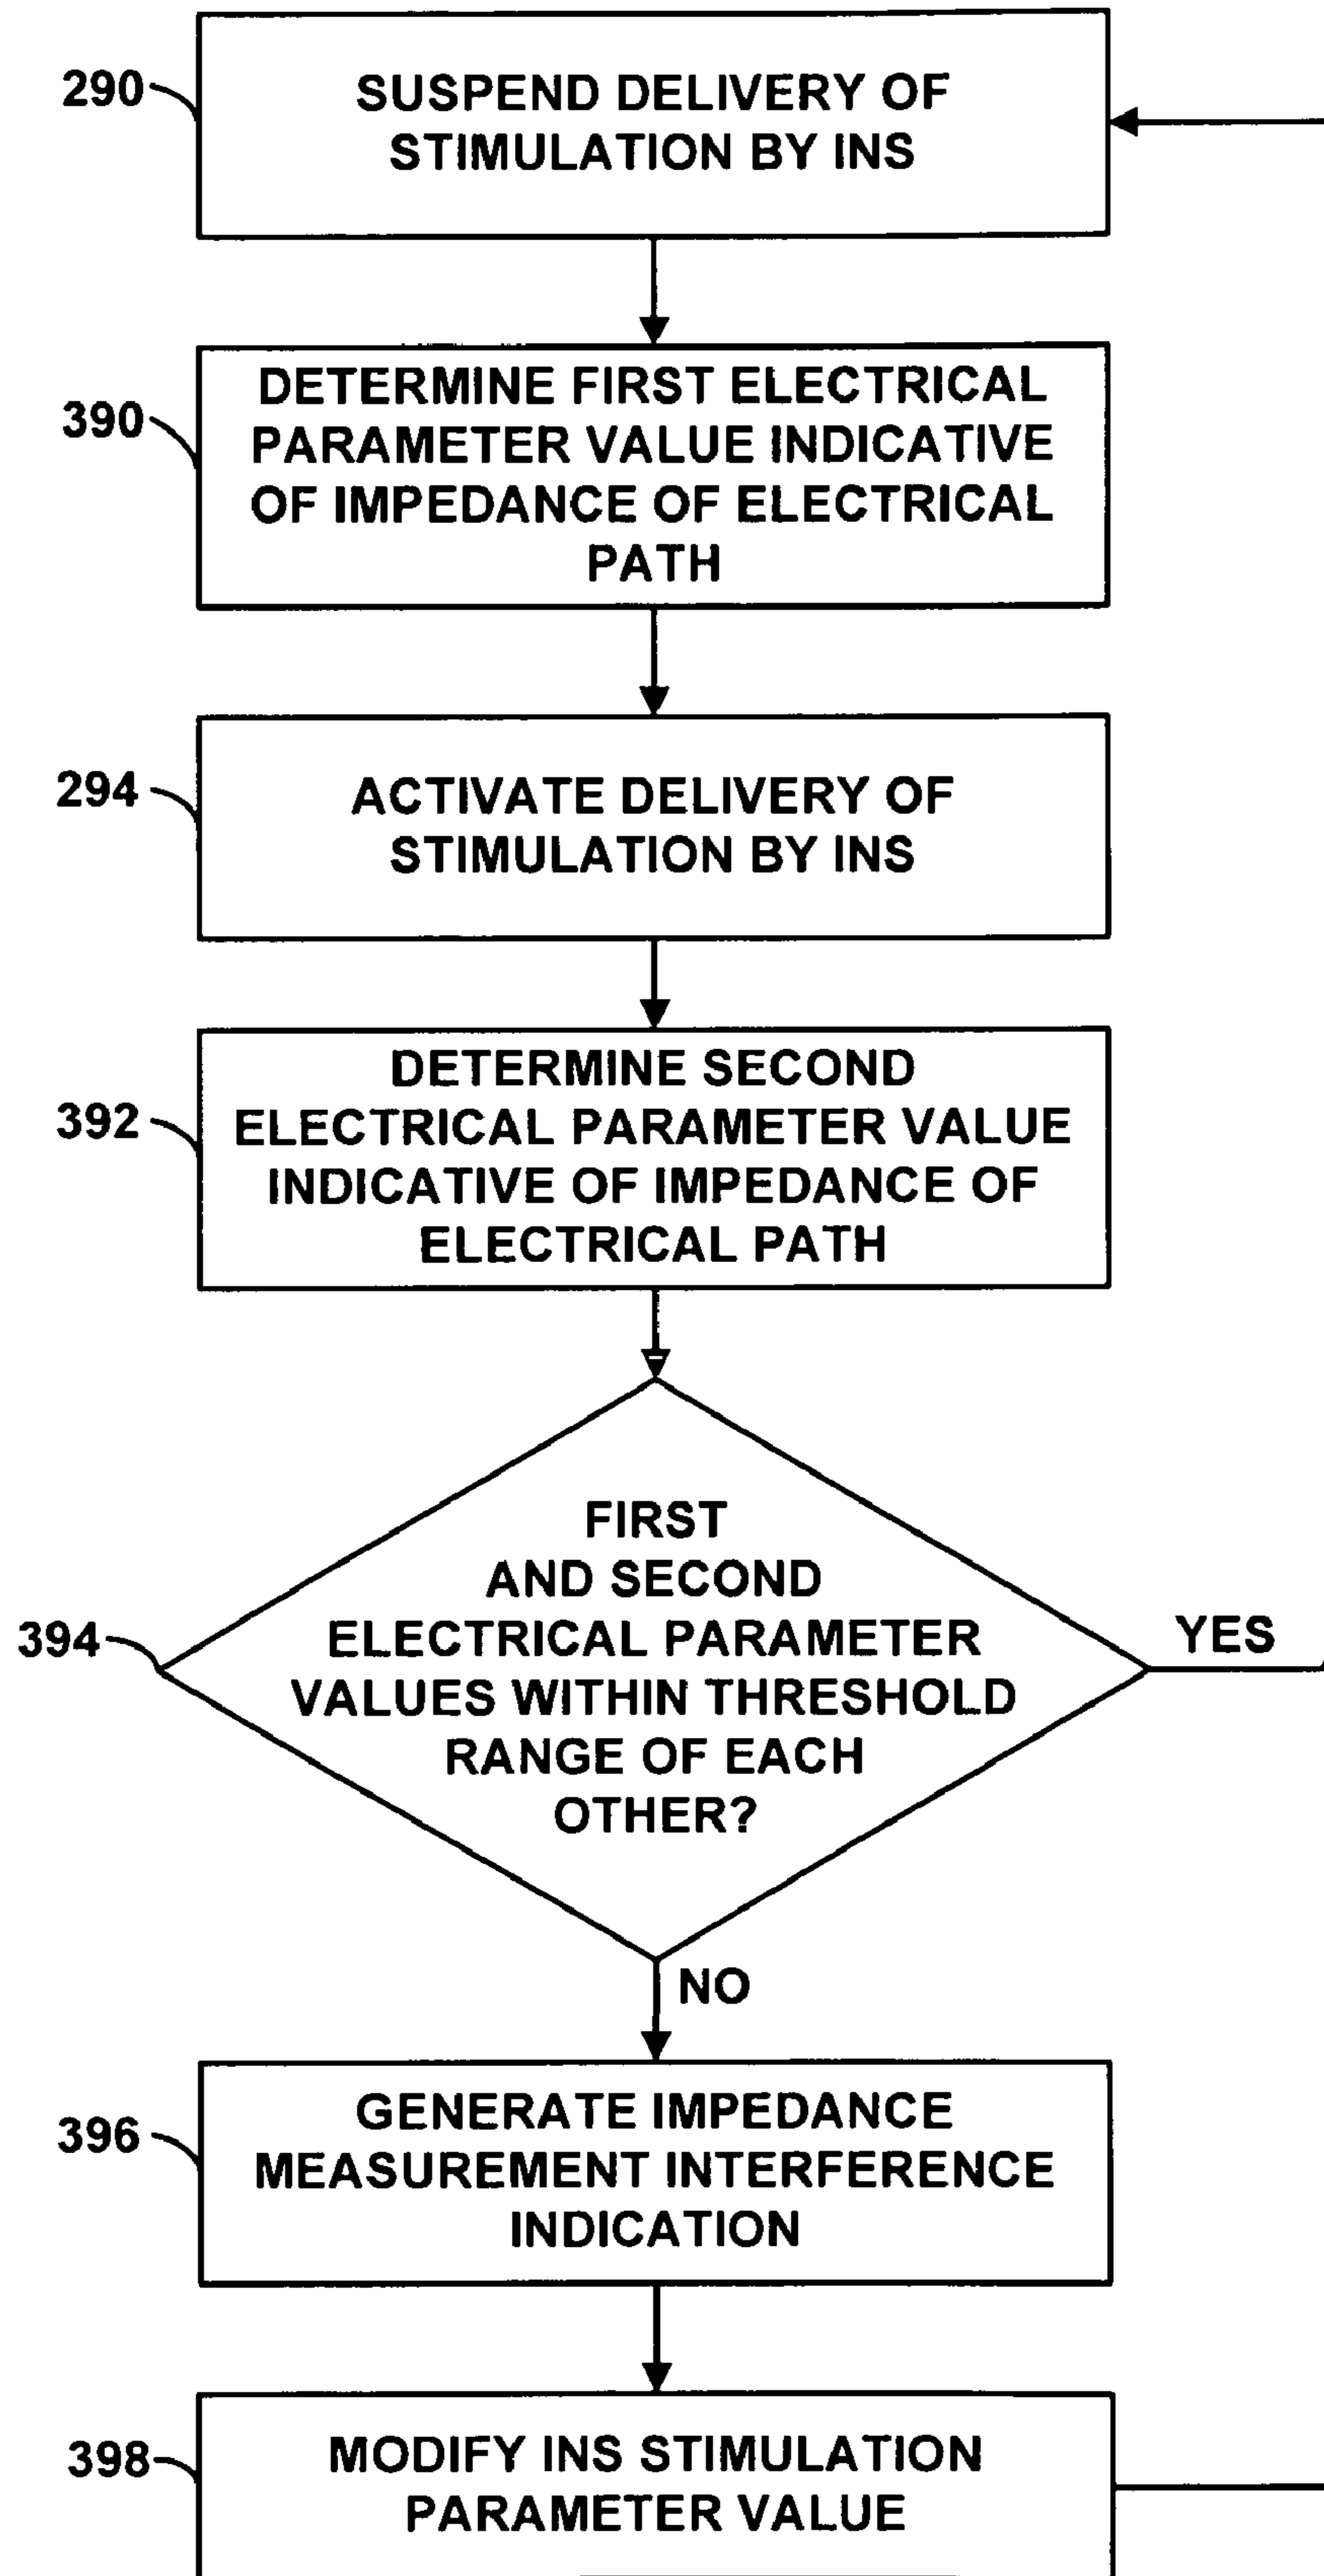 290
SUSPEND DELIVERY OF
STIMULATION BY INS
390
DETERMINE FIRST ELECTRICAL
PARAMETER VALUE INDICATIVE
OF IMPEDANCE OF ELECTRICAL
PATH
294
ACTIVATE DELIVERY OF
STIMULATION BY INS
392
DETERMINE SECOND
ELECTRICAL PARAMETER VALUE
INDICATIVE OF IMPEDANCE OF
ELECTRICAL PATH
394
FIRST
AND SECOND
ELECTRICAL PARAMETER
VALUES WITHIN THRESHOLD
RANGE OF EACH
OTHER?
YES
NO
396
GENERATE IMPEDANCE
MEASUREMENT INTERFERENCE
INDICATION
398
MODIFY INS STIMULATION
PARAMETER VALUE